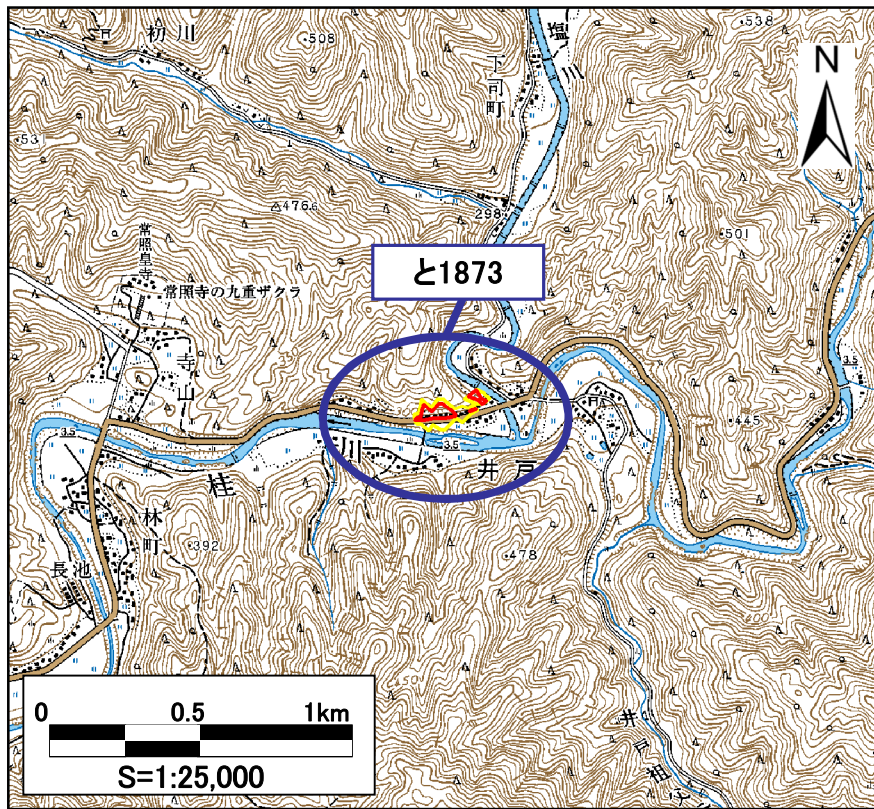 初川
・508
・538
下司町
N
・53
△476.6
298
・501
と1873
常照皇寺
常照寺の九重ザクラ
寺山
3.5
3.5
・445
川
3.5
井戸
桂
林町
・392
・478
長池
井戸祖父
0 0.5 1km
S=1:25,000